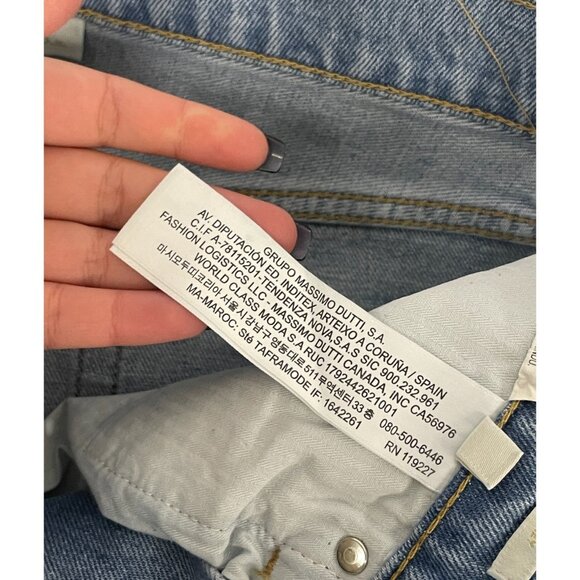 GRUPO MASSIMO DUTTI, S.A.
AV. DIPUTACIÓN ED. INDITEX, ARTEIXO A CORUÑA / SPAIN
C.I.F A-78115201.TENDENZA NOVA,S.A.S SIC 900.232.961
FASHION LOGISTICS LLC - MASSIMO DUTTI CANADA, INC CA56976
WORLD CLASS MODA S.A RUC 1792442621001
마시모두띠코리아서울시강남구 영동대로 511무역센터33층 080-500-6446
MA-MAROC: Sté TAFRAMODE IF: 1642261
RN 119227